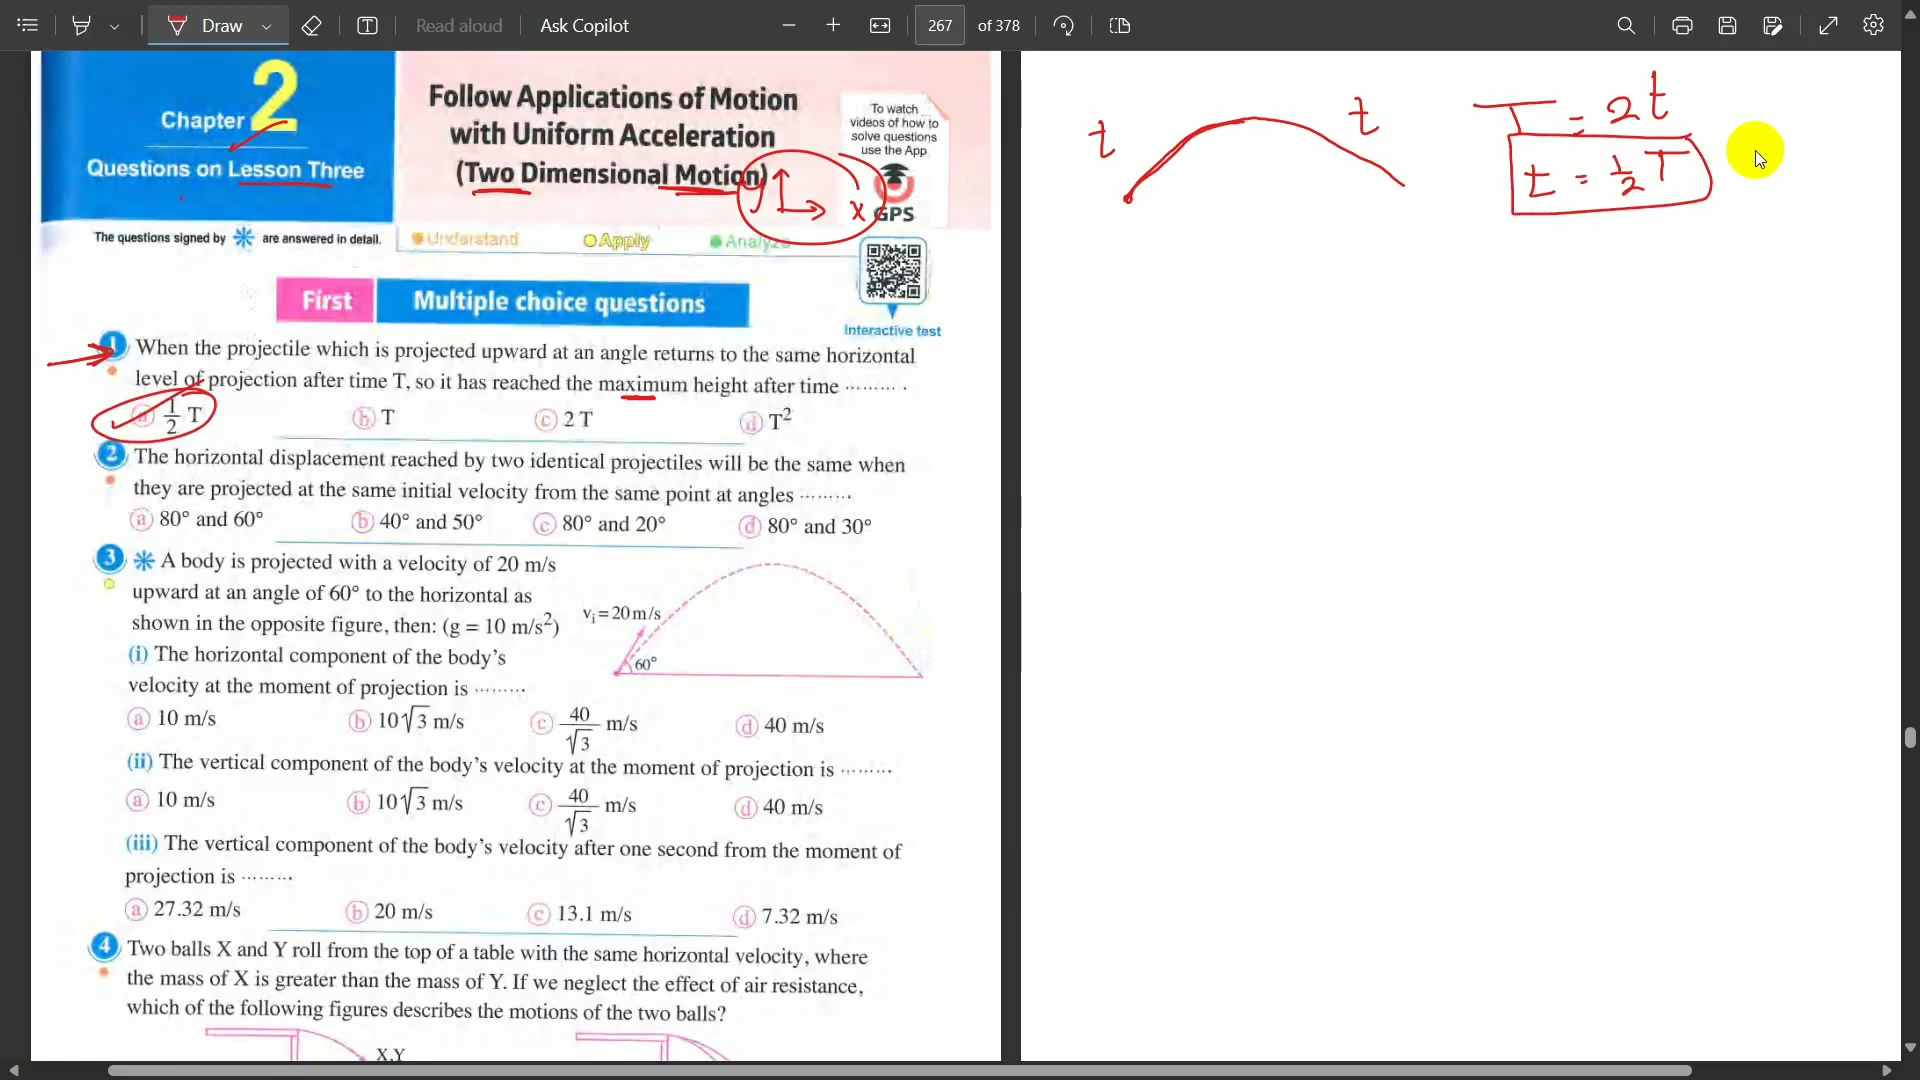 Draw
Read aloud
Ask Copilot
267
of 378
Chapter 2
Questions on Lesson Three
Follow Applications of Motion
with Uniform Acceleration
(Two Dimensional Motion)
y
x
To watch
videos of how to
solve questions
use the App
GPS
The questions signed by ✱ are answered in detail.
Understand
Apply
Analyze
Interactive test
First
Multiple choice questions
1 When the projectile which is projected upward at an angle returns to the same horizontal
level of projection after time T, so it has reached the maximum height after time ......... .
a 1/2 T
b T
c 2 T
d T²
2 The horizontal displacement reached by two identical projectiles will be the same when
they are projected at the same initial velocity from the same point at angles .........
a 80° and 60°
b 40° and 50°
c 80° and 20°
d 80° and 30°
3 ✱ A body is projected with a velocity of 20 m/s
upward at an angle of 60° to the horizontal as
shown in the opposite figure, then: (g = 10 m/s²)
vi = 20 m/s
60°
(i) The horizontal component of the body's
velocity at the moment of projection is .........
a 10 m/s
b 10√3 m/s
c 40/√3 m/s
d 40 m/s
(ii) The vertical component of the body's velocity at the moment of projection is .........
a 10 m/s
b 10√3 m/s
c 40/√3 m/s
d 40 m/s
(iii) The vertical component of the body's velocity after one second from the moment of
projection is .........
a 27.32 m/s
b 20 m/s
c 13.1 m/s
d 7.32 m/s
4 Two balls X and Y roll from the top of a table with the same horizontal velocity, where
the mass of X is greater than the mass of Y. If we neglect the effect of air resistance,
which of the following figures describes the motions of the two balls?
X,Y
t
t
T = 2t
t = 1/2 T